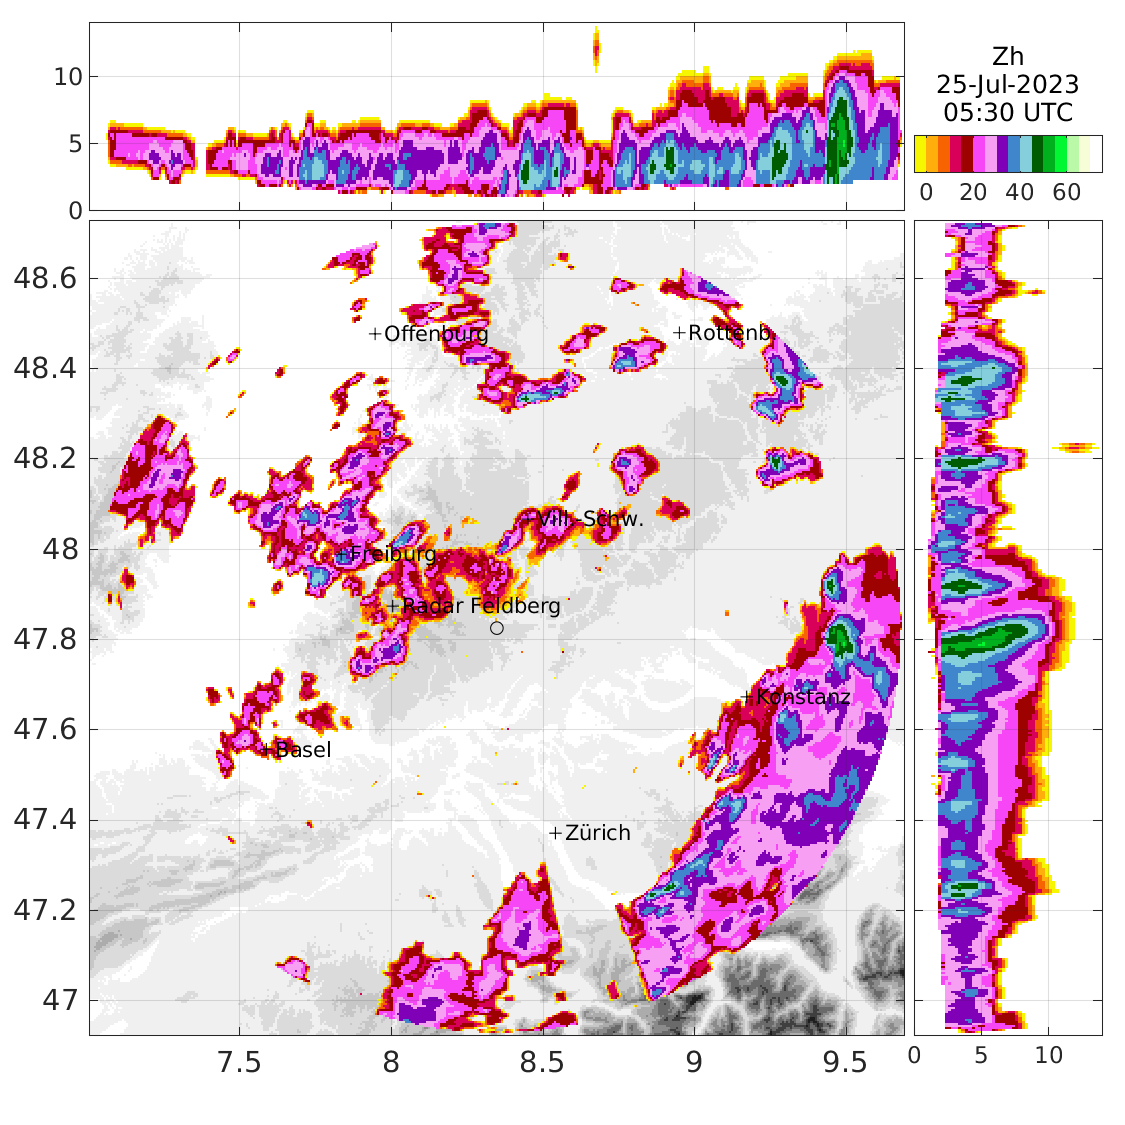 10
5
0
Zh
25-Jul-2023
05:30 UTC
0 20 40 60
48.6
48.4
48.2
48
47.8
47.6
47.4
47.2
47
+Offenburg
+Rottenb.
Vill.-Schw.
+Freiburg
+Radar Feldberg
+Konstanz
+Basel
+Zürich
7.5 8 8.5 9 9.5
0 5 10